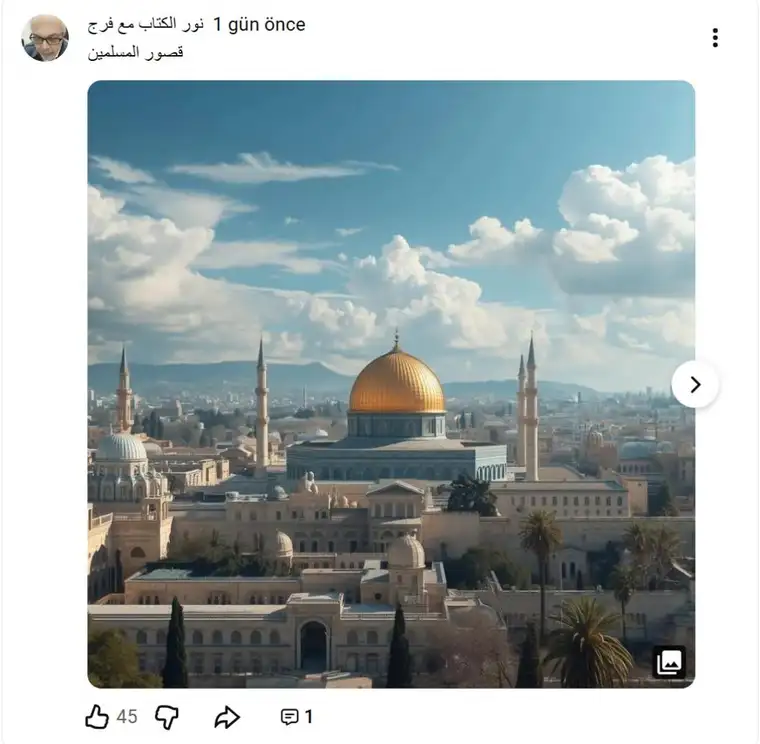 نور الكتاب مع فرج 1 gün önce
قصور المسلمين
45
1